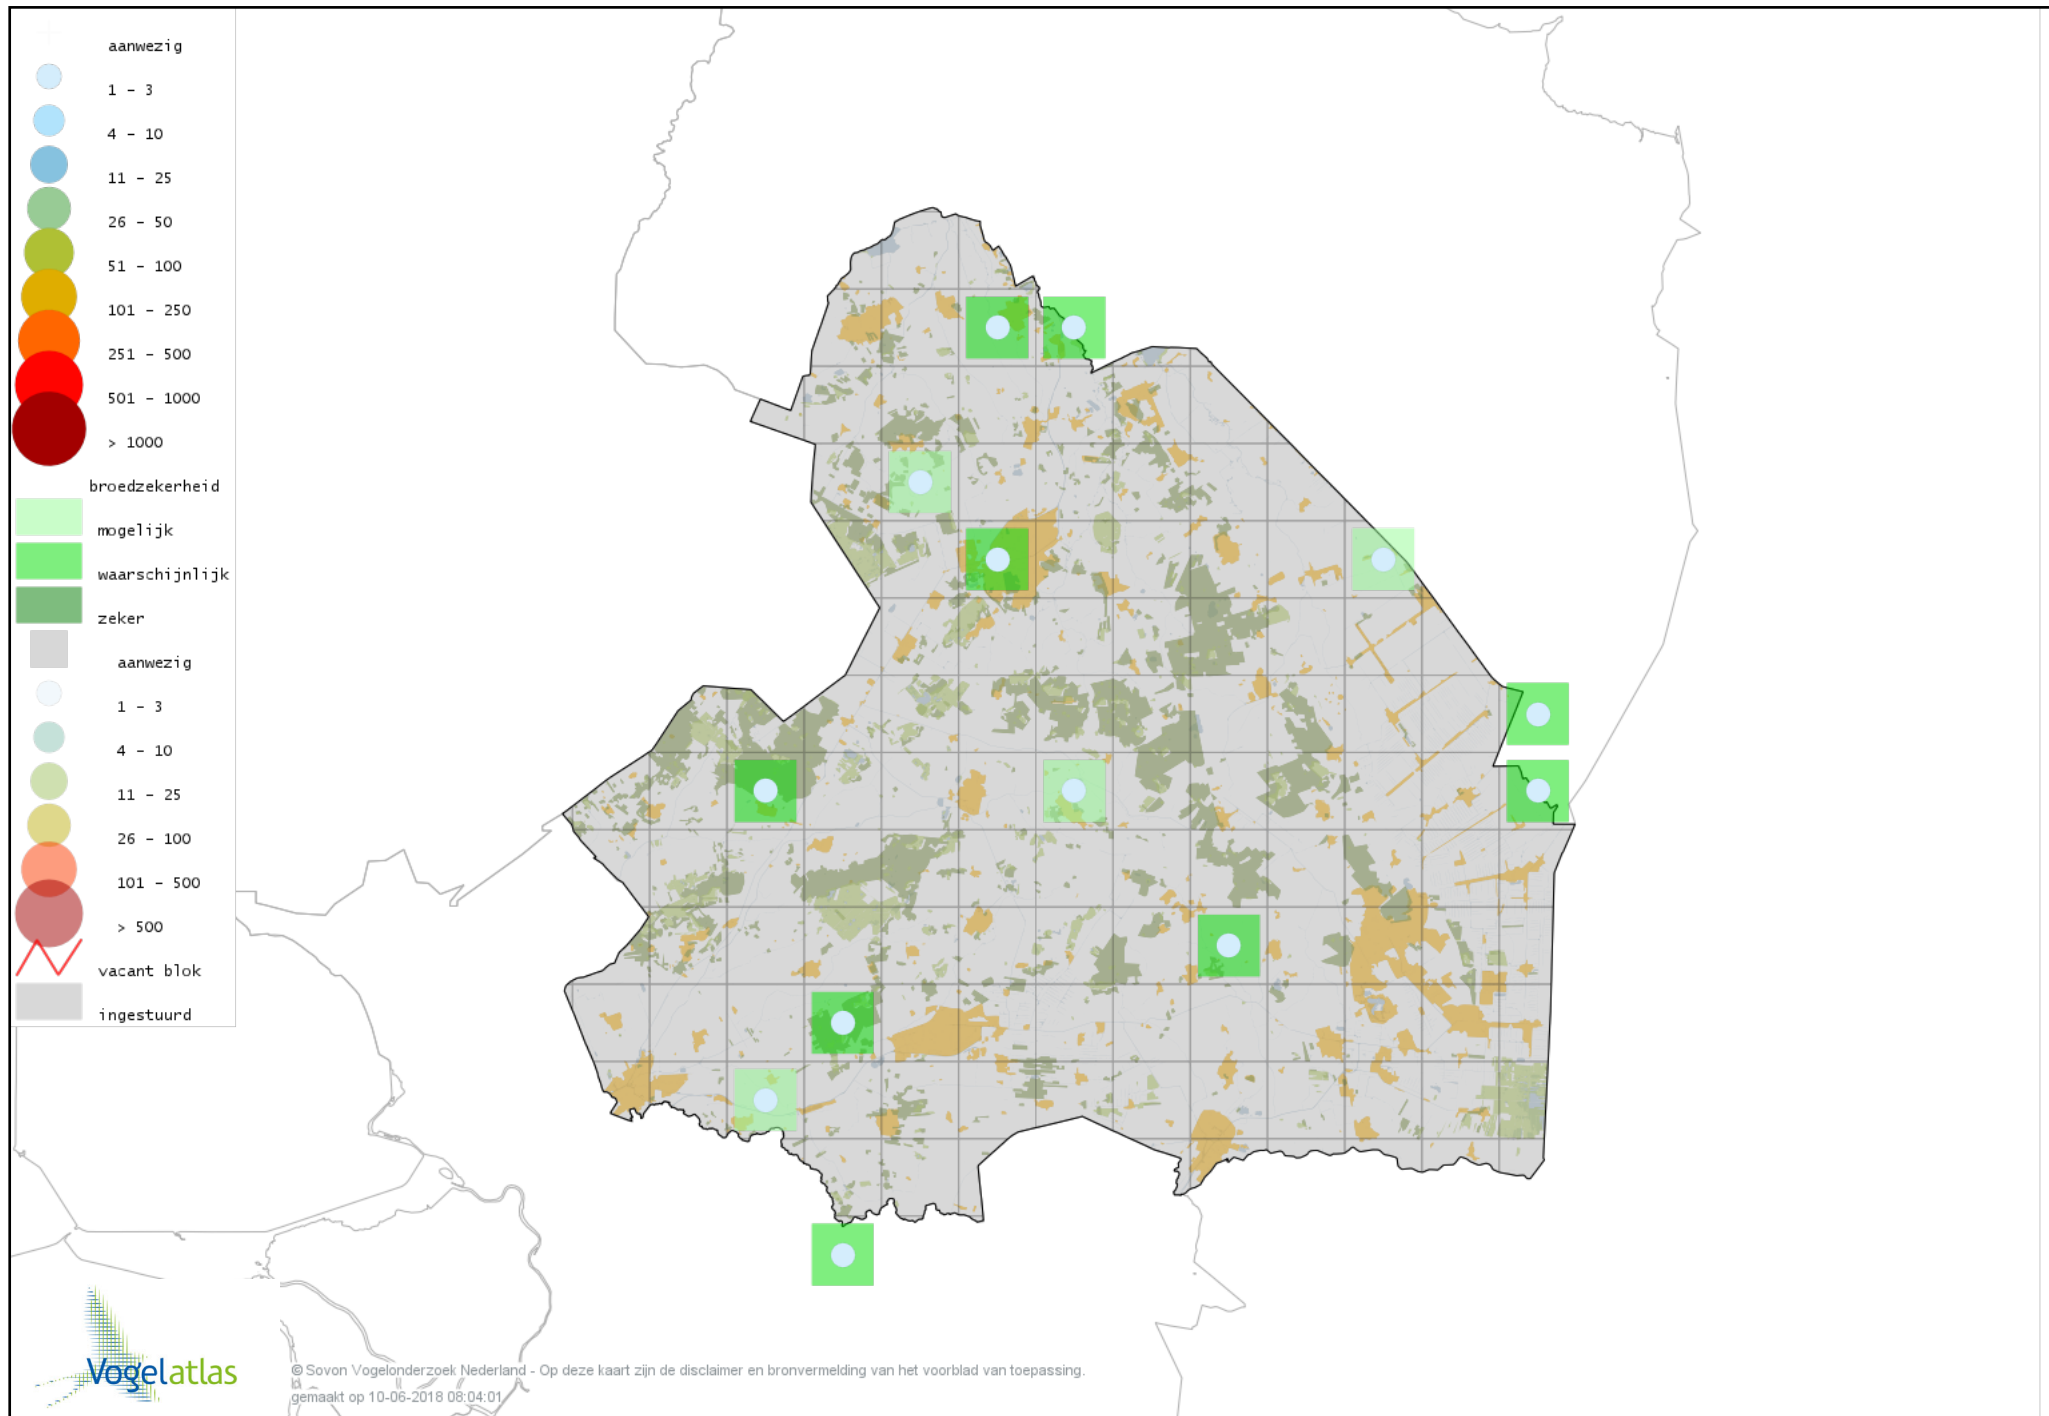 aanwezig
1 - 3
4 - 10
11 - 25
26 - 50
51 - 100
101 - 250
251 - 500
501 - 1000
> 1000
broedzekerheid
mogelijk
waarschijnlijk
zeker
aanwezig
1 - 3
4 - 10
11 - 25
26 - 100
101 - 500
> 500
vacant blok
ingestuurd
Vogelatlas
© Sovon Vogelonderzoek Nederland - Op deze kaart zijn de disclaimer en bronvermelding van het voorblad van toepassing.
gemaakt op 10-06-2018 08:04:01